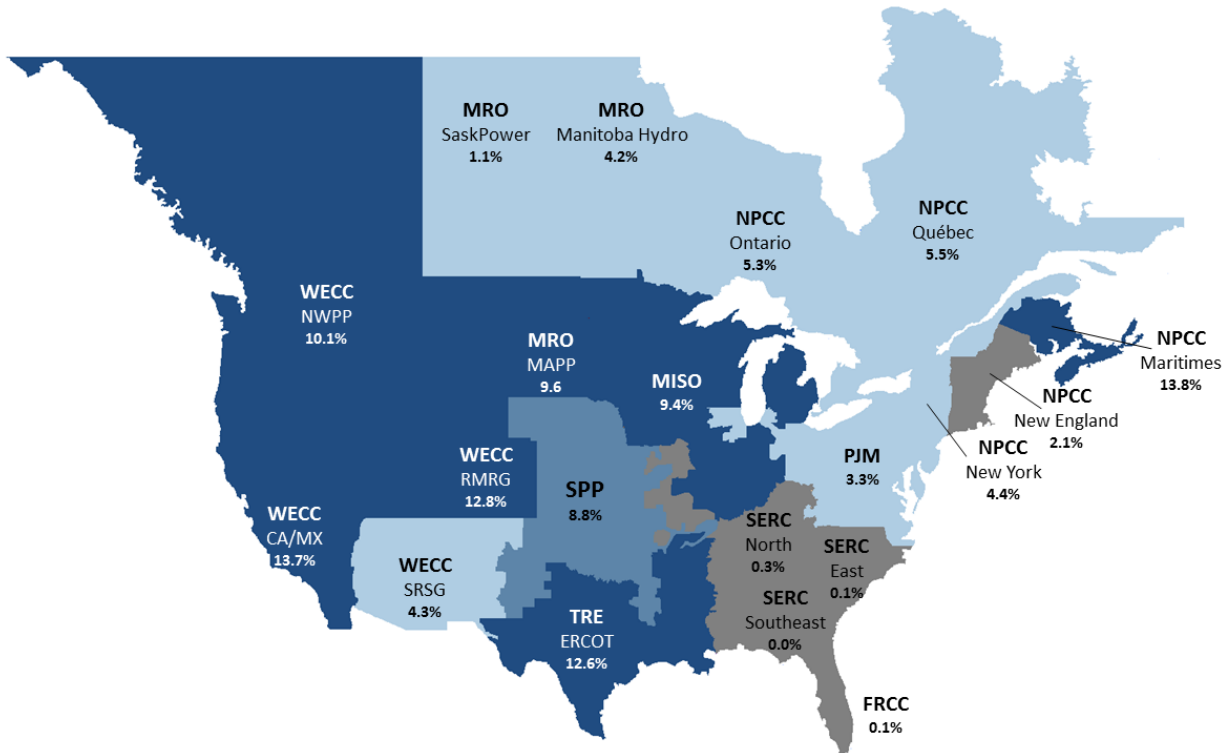 MRO
SaskPower
1.1%
MRO
Manitoba Hydro
4.2%
NPCC
Ontario
5.3%
NPCC
Québec
5.5%
WECC
NWPP
10.1%
MRO
MAPP
9.6
MISO
9.4%
NPCC
Maritimes
13.8%
NPCC
New England
2.1%
NPCC
New York
4.4%
PJM
3.3%
WECC
RMRG
12.8%
SPP
8.8%
WECC
CA/MX
13.7%
WECC
SRSG
4.3%
SERC
North
0.3%
SERC
East
0.1%
SERC
Southeast
0.0%
TRE
ERCOT
12.6%
FRCC
0.1%